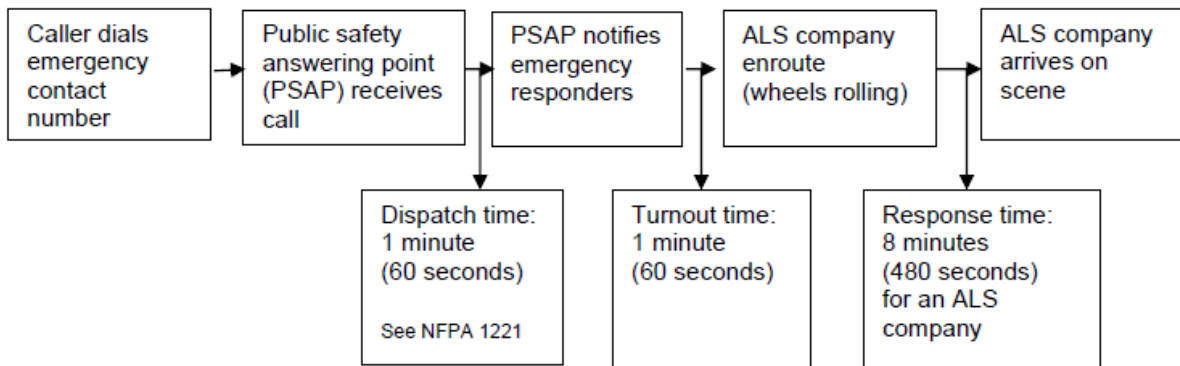 Caller dials
emergency
contact
number
Public safety
answering point
(PSAP) receives
call
PSAP notifies
emergency
responders
ALS company
enroute
(wheels rolling)
ALS company
arrives on
scene
Dispatch time:
1 minute
(60 seconds)
See NFPA 1221
Turnout time:
1 minute
(60 seconds)
Response time:
8 minutes
(480 seconds)
for an ALS
company